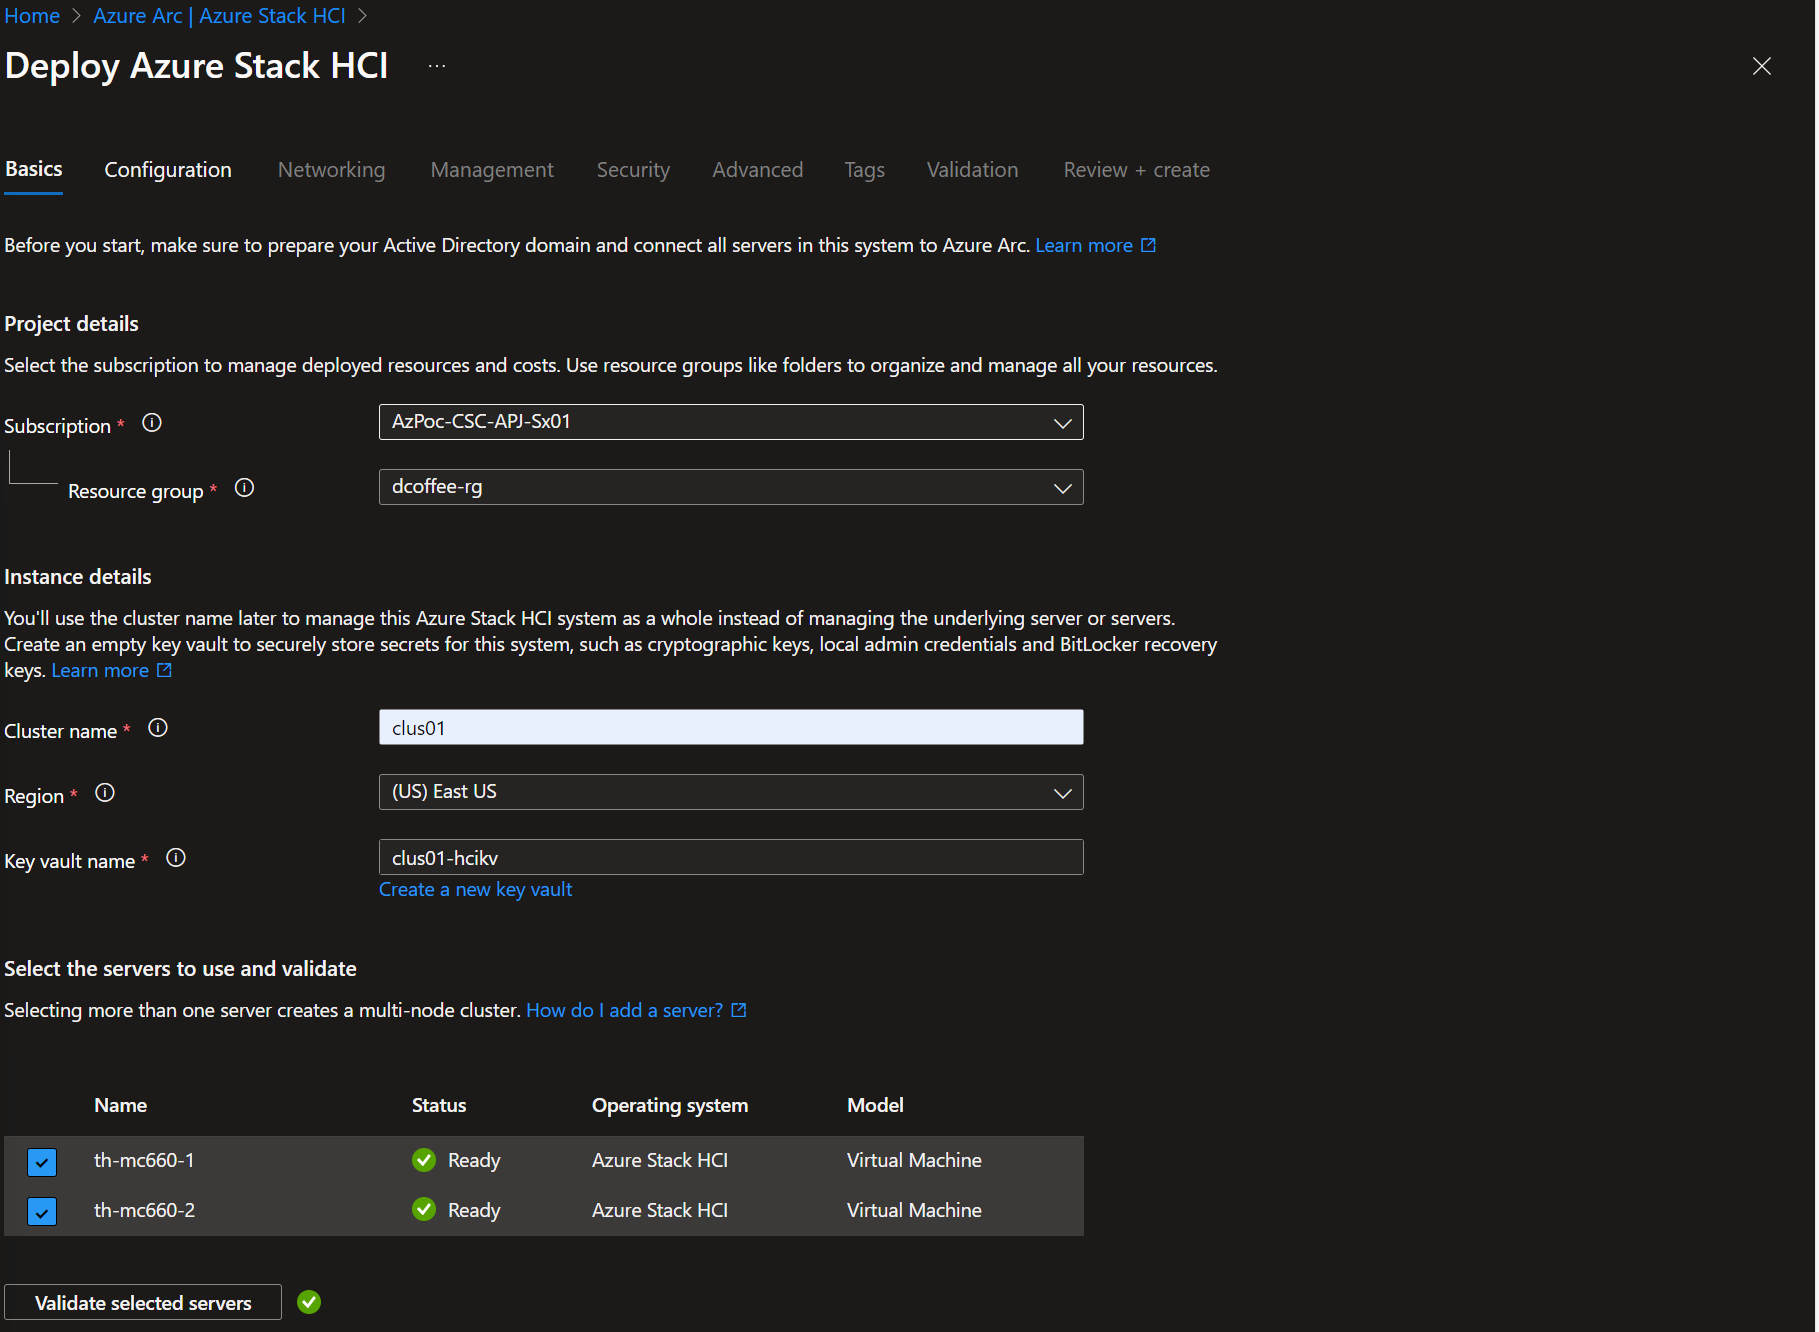 Home > Azure Arc | Azure Stack HCI >
Deploy Azure Stack HCI ...
Basics Configuration Networking Management Security Advanced Tags Validation Review + create
Before you start, make sure to prepare your Active Directory domain and connect all servers in this system to Azure Arc. Learn more
Project details
Select the subscription to manage deployed resources and costs. Use resource groups like folders to organize and manage all your resources.
Subscription * AzPoc-CSC-APJ-Sx01
Resource group * dcoffee-rg
Instance details
You'll use the cluster name later to manage this Azure Stack HCI system as a whole instead of managing the underlying server or servers.
Create an empty key vault to securely store secrets for this system, such as cryptographic keys, local admin credentials and BitLocker recovery
keys. Learn more
Cluster name * clus01
Region * (US) East US
Key vault name * clus01-hcikv
Create a new key vault
Select the servers to use and validate
Selecting more than one server creates a multi-node cluster. How do I add a server?
Name Status Operating system Model
th-mc660-1 Ready Azure Stack HCI Virtual Machine
th-mc660-2 Ready Azure Stack HCI Virtual Machine
Validate selected servers